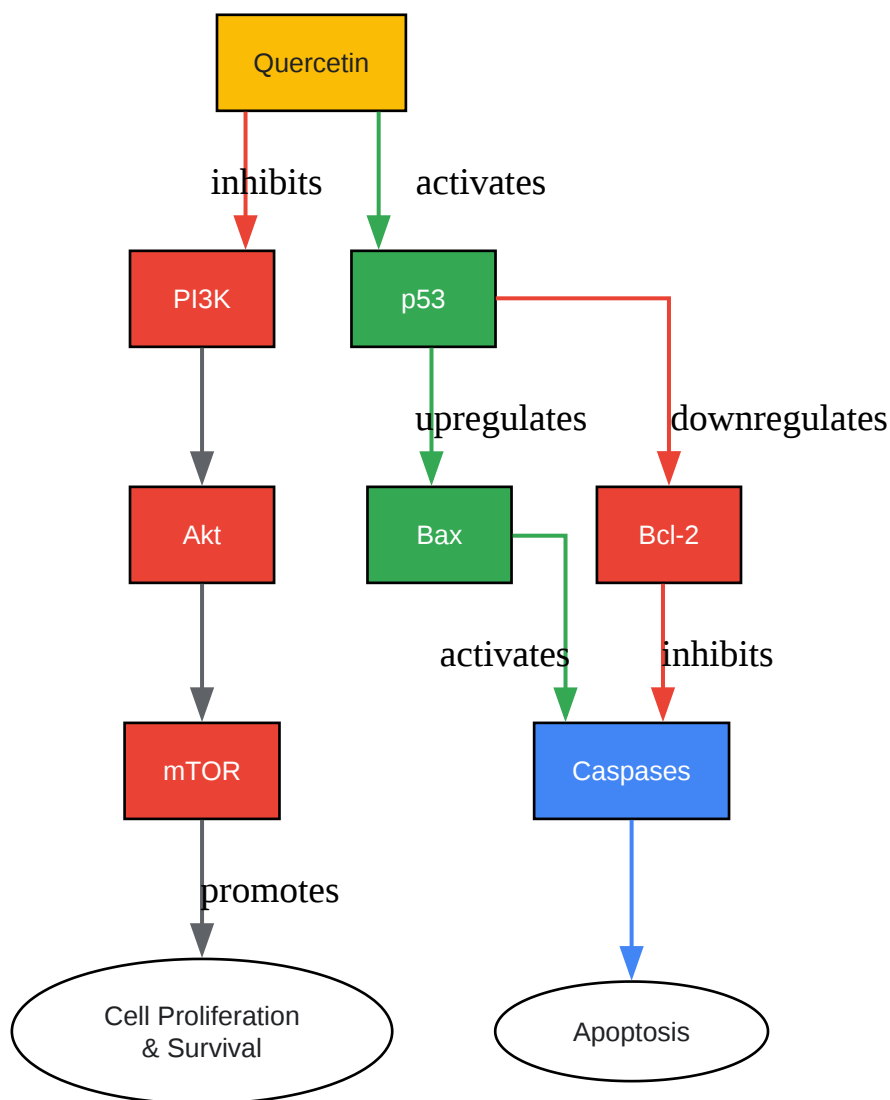 Quercetin
inhibits
activates
PI3K
p53
upregulates
downregulates
Akt
Bax
Bcl-2
activates
inhibits
mTOR
Caspases
promotes
Cell Proliferation
& Survival
Apoptosis